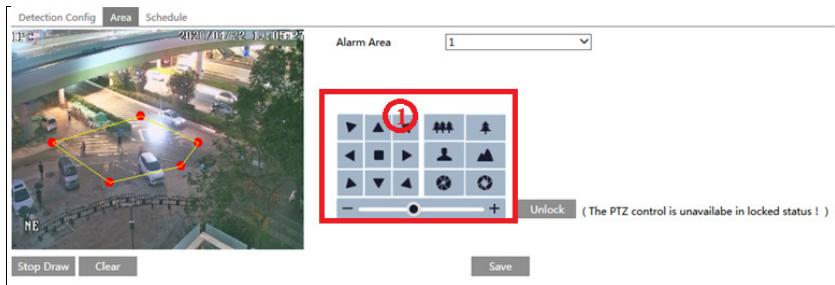 Detection Config Area Schedule
IPC 2020/04/22 19:05:27
Alarm Area 1
1
NE
− +
Unlock ( The PTZ control is unavailabe in locked status ! )
Stop Draw Clear Save